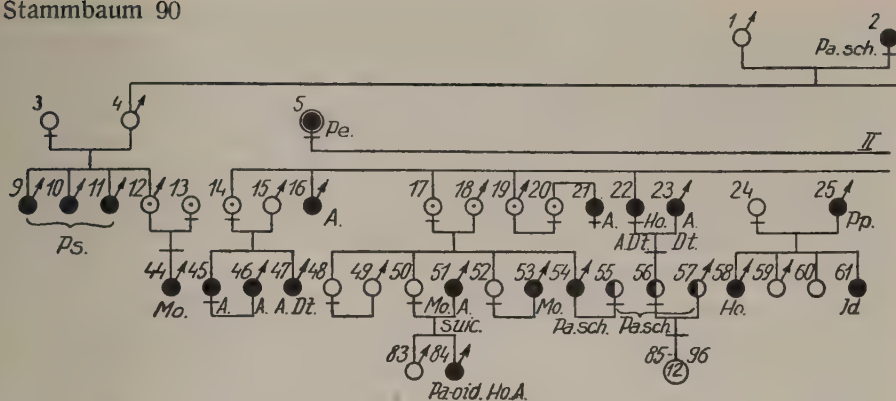 Stammbaum 90
1 2
Pa.sch.
3 4 5
Pe.
II
9 10 11 12 13 14 15 16 17 18 19 20 21 22 23 24 25
A. A. Ho. A. Pp.
Ps. A.Dt. Dt.
44 45 46 47 48 49 50 51 52 53 54 55 56 57 58 59 60 61
Mo. A. A. A.Dt. Mo. A. Mo. Pa.sch. Pa.sch. Ho. Jd.
suic.
83 84 85-96
12
Pa-oid. Ho.A.